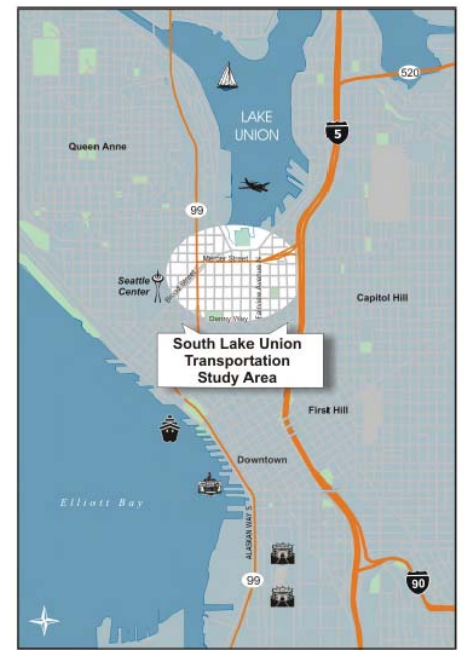 520
LAKE
UNION
5
Queen Anne
99
Mercer Street
Seattle
Center
Broad Street
Fairview Avenue N
Capitol Hill
Denny Way
South Lake Union
Transportation
Study Area
First Hill
Downtown
Elliott Bay
ALASKAN WAY S
99
90